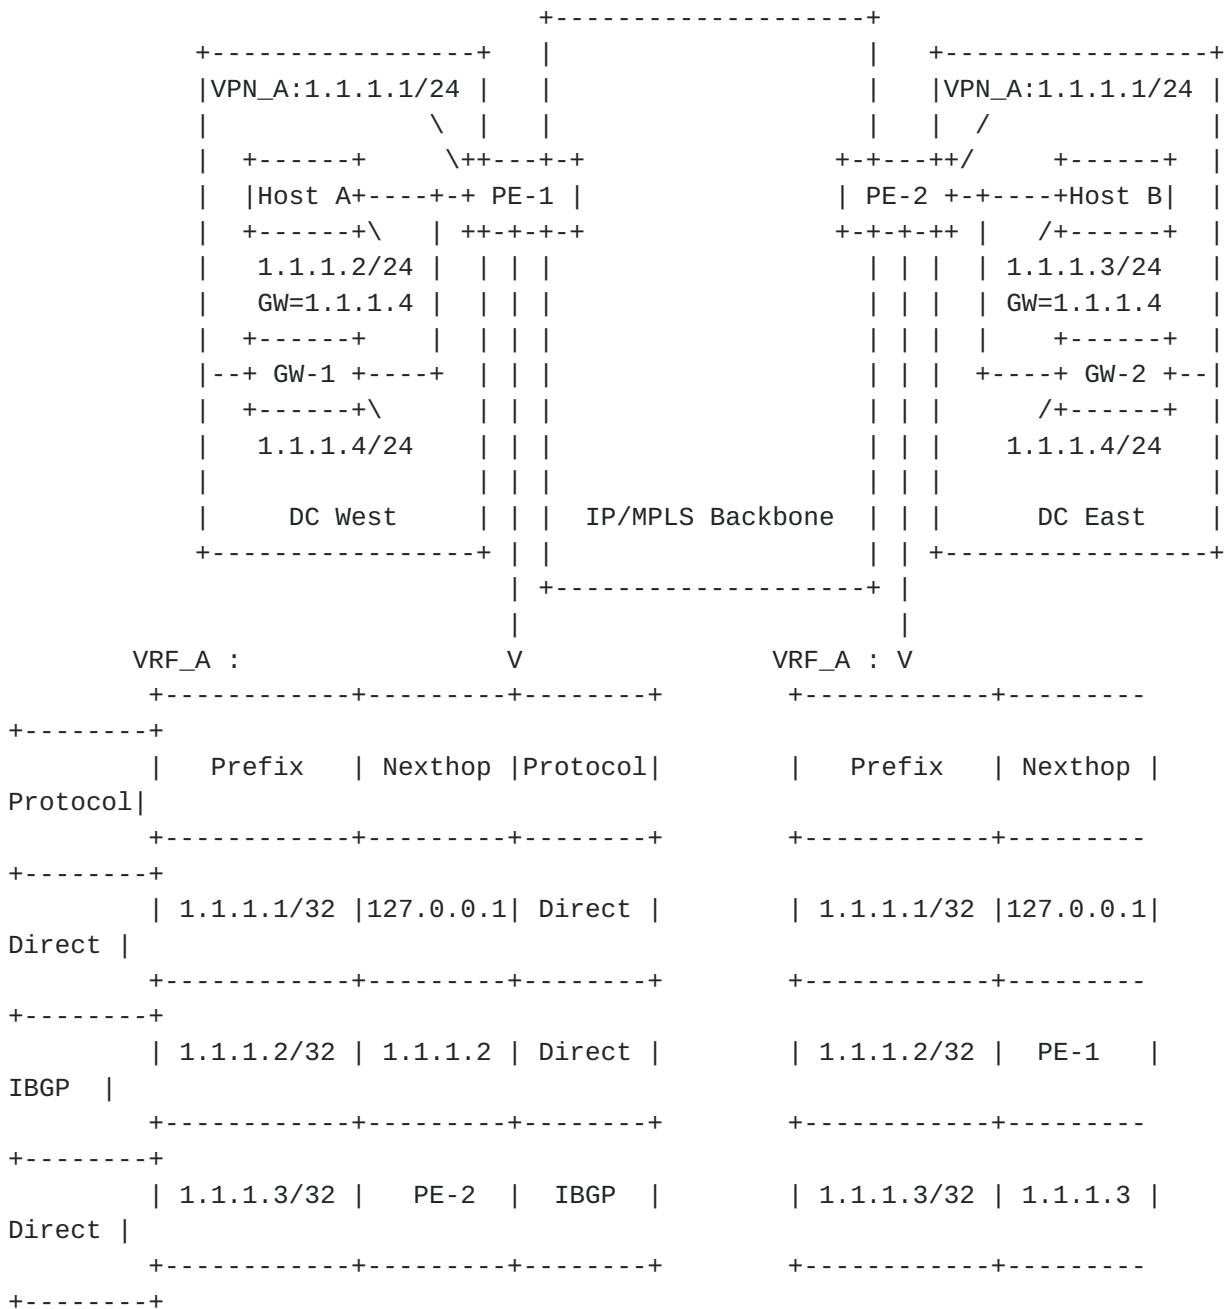 +--------------------+
            +-----------------+   |                    |   +-----------------+
            |VPN_A:1.1.1.1/24 |   |                    |   |VPN_A:1.1.1.1/24 |
            |              \  |   |                    |   |  /              |
            |  +------+     \++---+-+                +-+---++/     +------+  |
            |  |Host A+----+-+ PE-1 |                | PE-2 +-+----+Host B|  |
            |  +------+\   | ++-+-+-+                +-+-+-++ |   /+------+  |
            |   1.1.1.2/24 |  | | |                    | | |  | 1.1.1.3/24   |
            |   GW=1.1.1.4 |  | | |                    | | |  | GW=1.1.1.4   |
            |  +------+    |  | | |                    | | |  |    +------+  |
            |--+ GW-1 +----+  | | |                    | | |  +----+ GW-2 +--|
            |  +------+\      | | |                    | | |      /+------+  |
            |   1.1.1.4/24    | | |                    | | |    1.1.1.4/24   |
            |                 | | |                    | | |                 |
            |     DC West     | | |  IP/MPLS Backbone  | | |      DC East    |
            +-----------------+ | |                    | | +-----------------+
                                | +--------------------+ |
                                |                        |
        VRF_A :                 V                VRF_A : V
         +------------+---------+--------+        +------------+---------
+--------+
         |   Prefix   | Nexthop |Protocol|        |   Prefix   | Nexthop |
Protocol|
         +------------+---------+--------+        +------------+---------
+--------+
         | 1.1.1.1/32 |127.0.0.1| Direct |        | 1.1.1.1/32 |127.0.0.1|
Direct |
         +------------+---------+--------+        +------------+---------
+--------+
         | 1.1.1.2/32 | 1.1.1.2 | Direct |        | 1.1.1.2/32 |  PE-1   |
IBGP  |
         +------------+---------+--------+        +------------+---------
+--------+
         | 1.1.1.3/32 |   PE-2  |  IBGP  |        | 1.1.1.3/32 | 1.1.1.3 |
Direct |
         +------------+---------+--------+        +------------+---------
+--------+